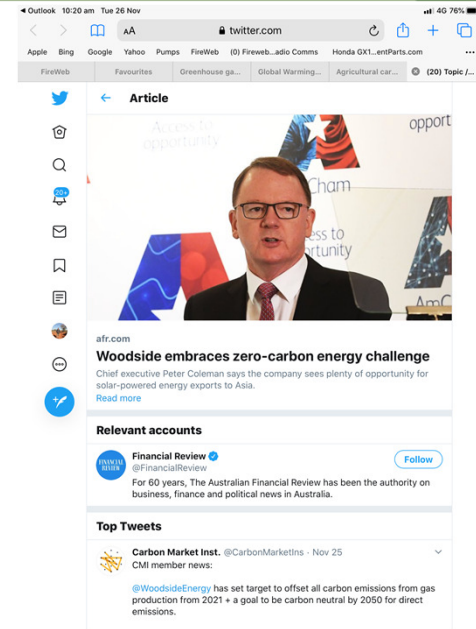 Outlook 10:20 am Tue 26 Nov 4G 76%
AA twitter.com
Apple Bing Google Yahoo Pumps FireWeb (0) Fireweb...adio Comms Honda GX1...entParts.com
FireWeb Favourites Greenhouse ga... Global Warming... Agricultural car... (20) Topic /...
Article
Access to
opportunity
opport
Cham
ess to
rtunity
AmC
20+
afr.com
Woodside embraces zero-carbon energy challenge
Chief executive Peter Coleman says the company sees plenty of opportunity for
solar-powered energy exports to Asia.
Read more
Relevant accounts
FINANCIAL
REVIEW
Financial Review
@FinancialReview
Follow
For 60 years, The Australian Financial Review has been the authority on
business, finance and political news in Australia.
Top Tweets
Carbon Market Inst. @CarbonMarketIns · Nov 25
CMI member news:
@WoodsideEnergy has set target to offset all carbon emissions from gas
production from 2021 + a goal to be carbon neutral by 2050 for direct
emissions.